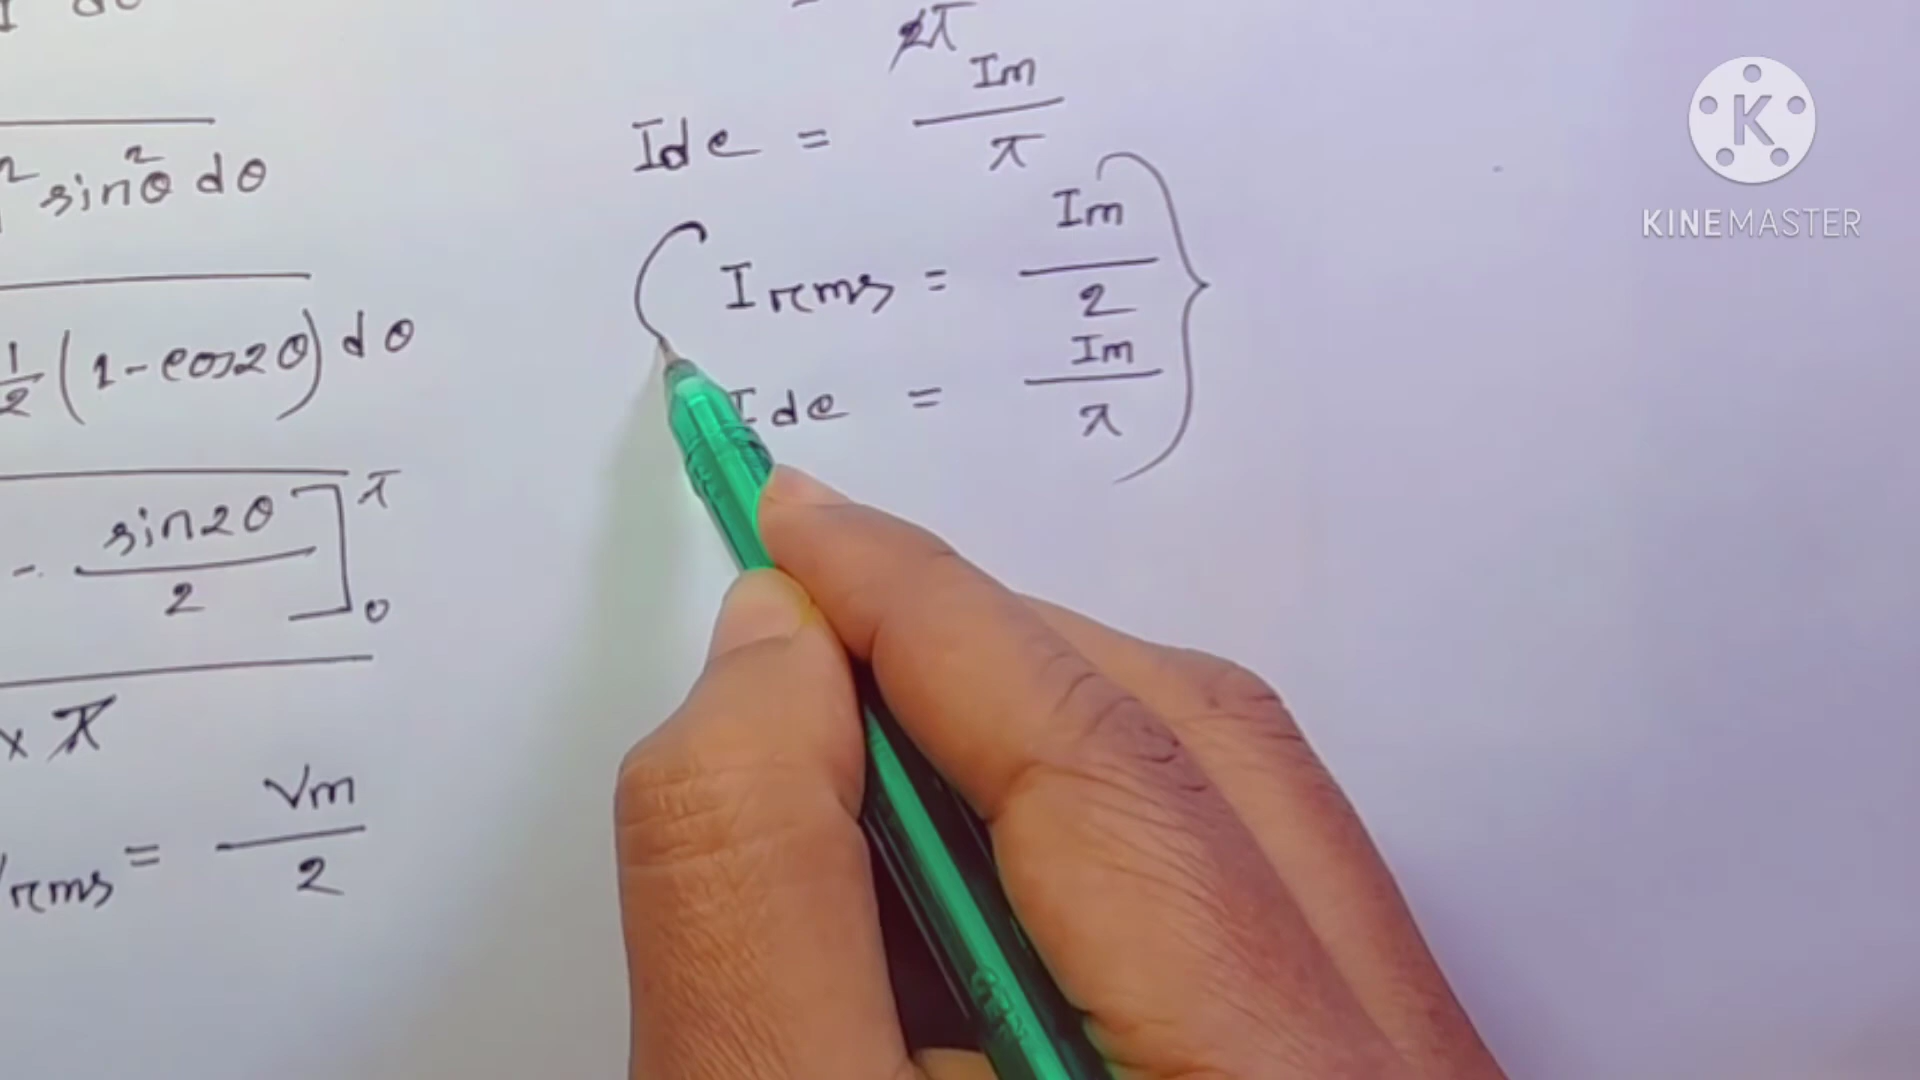 sin²θ dθ
1/2 (1 - cos2θ) dθ
- sin2θ/2 ]π 0
x π
Vrms = Vm/2
2π
Idc = Im/π
Irms = Im/2
Idc = Im/π
K
KINEMASTER